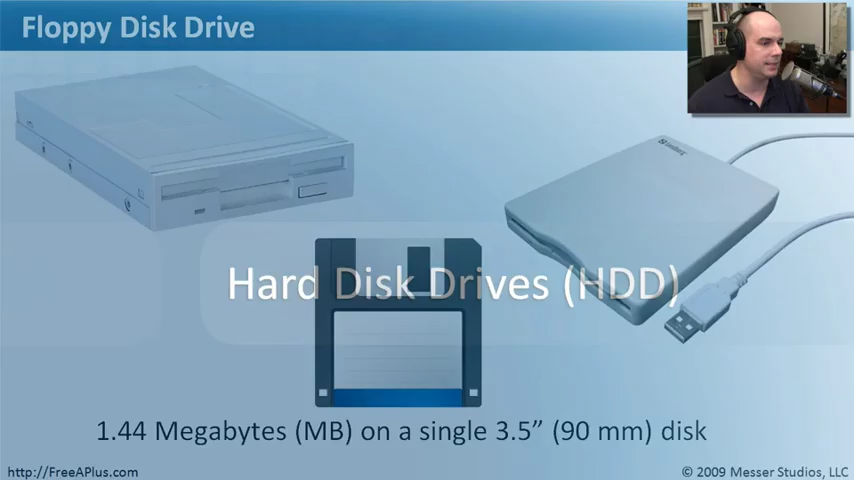 Floppy Disk Drive
Hard Disk Drives (HDD)
1.44 Megabytes (MB) on a single 3.5” (90 mm) disk
http://FreeAPlus.com
© 2009 Messer Studios, LLC